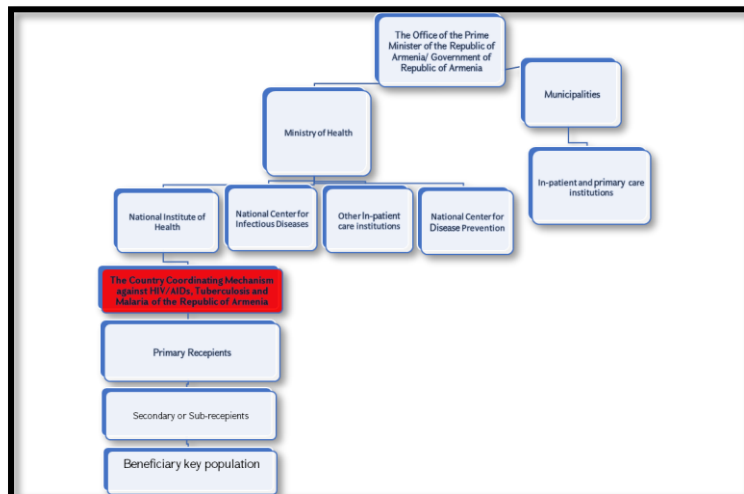 The Office of the Prime
Minister of the Republic of
Armenia/ Government of
Republic of Armenia
Municipalities
Ministry of Health
In-patient and primary care
institutions
National Institute of
Health
National Center for
Infectious Diseases
Other In-patient
care institutions
National Center for
Disease Prevention
The Country Coordinating Mechanism
against HIV/AIDs, Tuberculosis and
Malaria of the Republic of Armenia
Primary Recepients
Secondary or Sub-recepients
Beneficiary key population